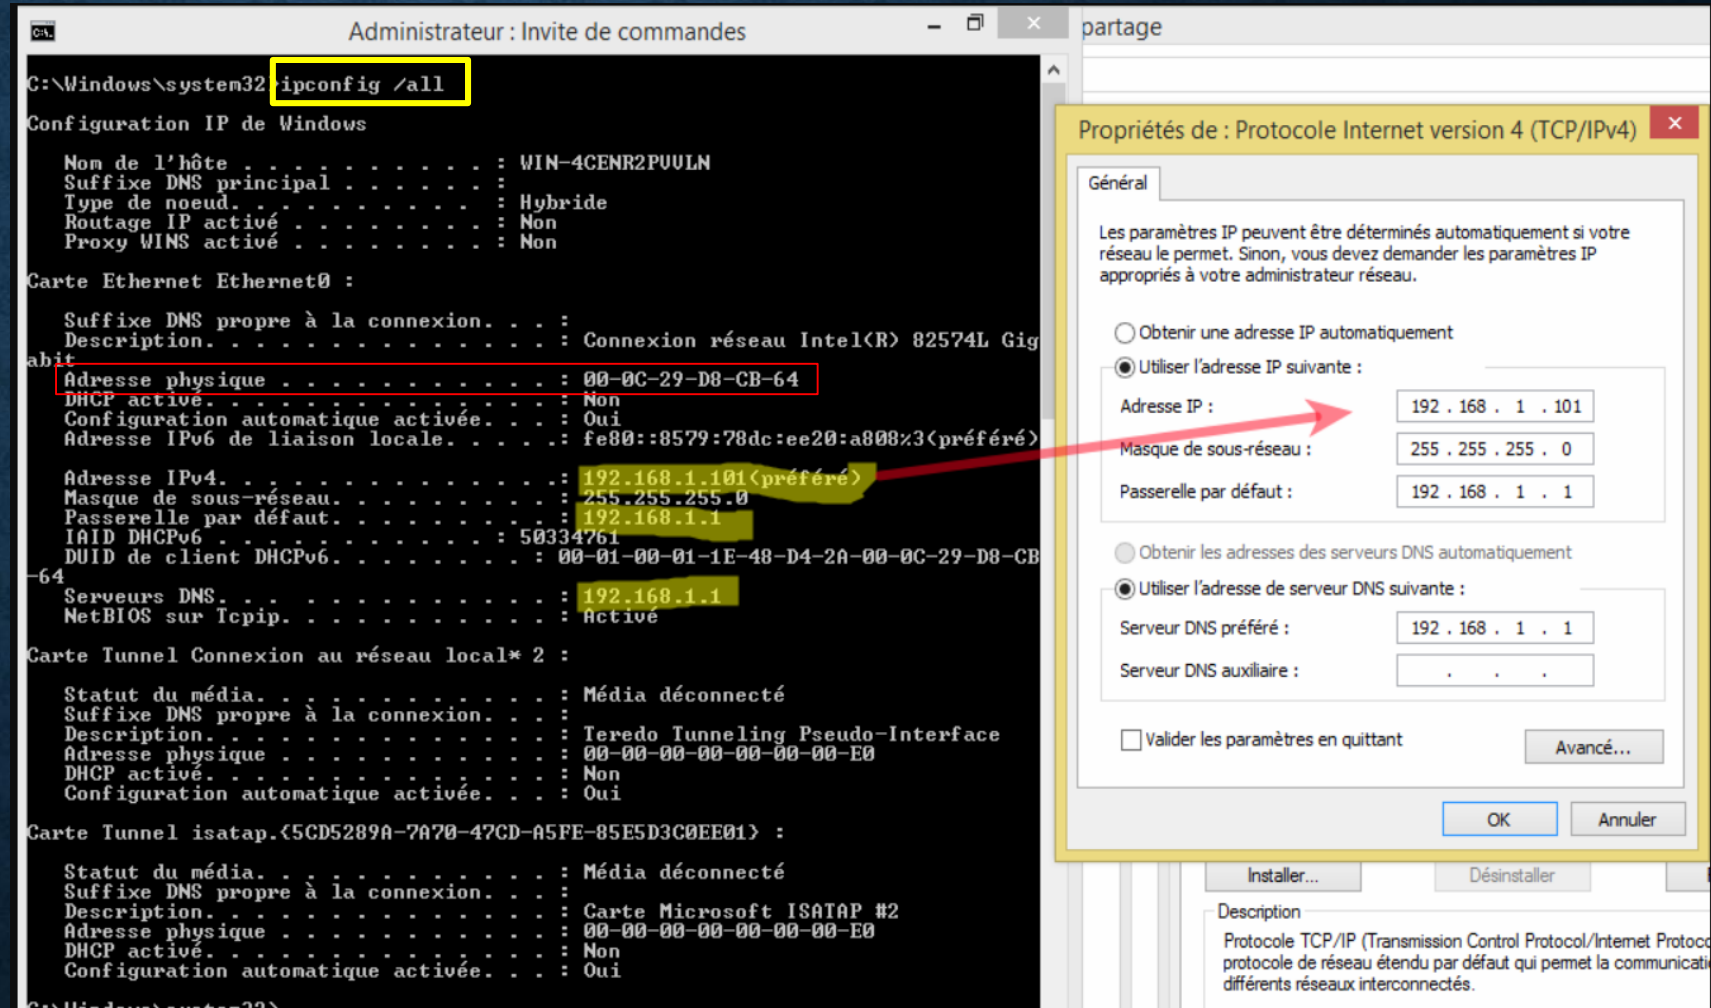 Administrateur : Invite de commandes
C:\Windows\system32>ipconfig /all
Configuration IP de Windows
Nom de l'hôte . . . . . . . . . . : WIN-4CENR2PVVLN
Suffixe DNS principal . . . . . . :
Type de noeud. . . . . . . . . . : Hybride
Routage IP activé . . . . . . . . : Non
Proxy WINS activé . . . . . . . . : Non
Carte Ethernet Ethernet0 :
Suffixe DNS propre à la connexion. . . :
Description. . . . . . . . . . . . . . : Connexion réseau Intel(R) 82574L Gig
abit
Adresse physique . . . . . . . . . . . : 00-0C-29-D8-CB-64
DHCP activé. . . . . . . . . . . . . . : Non
Configuration automatique activée. . . : Oui
Adresse IPv6 de liaison locale. . . . .: fe80::8579:78dc:ee20:a808%3(préféré)
Adresse IPv4. . . . . . . . . . . . . .: 192.168.1.101(préféré)
Masque de sous-réseau. . . . . . . . . : 255.255.255.0
Passerelle par défaut. . . . . . . . . : 192.168.1.1
IAID DHCPv6 . . . . . . . . . . . : 50334761
DUID de client DHCPv6. . . . . . . . : 00-01-00-01-1E-48-D4-2A-00-0C-29-D8-CB
-64
Serveurs DNS. . . . . . . . . . . . . : 192.168.1.1
NetBIOS sur Tcpip. . . . . . . . . . . : Activé
Carte Tunnel Connexion au réseau local* 2 :
Statut du média. . . . . . . . . . . . : Média déconnecté
Suffixe DNS propre à la connexion. . . :
Description. . . . . . . . . . . . . . : Teredo Tunneling Pseudo-Interface
Adresse physique . . . . . . . . . . . : 00-00-00-00-00-00-00-E0
DHCP activé. . . . . . . . . . . . . . : Non
Configuration automatique activée. . . : Oui
Carte Tunnel isatap.{5CD5289A-7A70-47CD-A5FE-85E5D3C0EE01} :
Statut du média. . . . . . . . . . . . : Média déconnecté
Suffixe DNS propre à la connexion. . . :
Description. . . . . . . . . . . . . . : Carte Microsoft ISATAP #2
Adresse physique . . . . . . . . . . . : 00-00-00-00-00-00-00-E0
DHCP activé. . . . . . . . . . . . . . : Non
Configuration automatique activée. . . : Oui
C:\Windows\system32>
partage
Propriétés de : Protocole Internet version 4 (TCP/IPv4)
Général
Les paramètres IP peuvent être déterminés automatiquement si votre
réseau le permet. Sinon, vous devez demander les paramètres IP
appropriés à votre administrateur réseau.
Obtenir une adresse IP automatiquement
Utiliser l'adresse IP suivante :
Adresse IP : 192 . 168 . 1 . 101
Masque de sous-réseau : 255 . 255 . 255 . 0
Passerelle par défaut : 192 . 168 . 1 . 1
Obtenir les adresses des serveurs DNS automatiquement
Utiliser l'adresse de serveur DNS suivante :
Serveur DNS préféré : 192 . 168 . 1 . 1
Serveur DNS auxiliaire : . . .
Valider les paramètres en quittant
Avancé...
OK Annuler
Installer... Désinstaller
Description
Protocole TCP/IP (Transmission Control Protocol/Internet Protoco
protocole de réseau étendu par défaut qui permet la communicati
différents réseaux interconnectés.